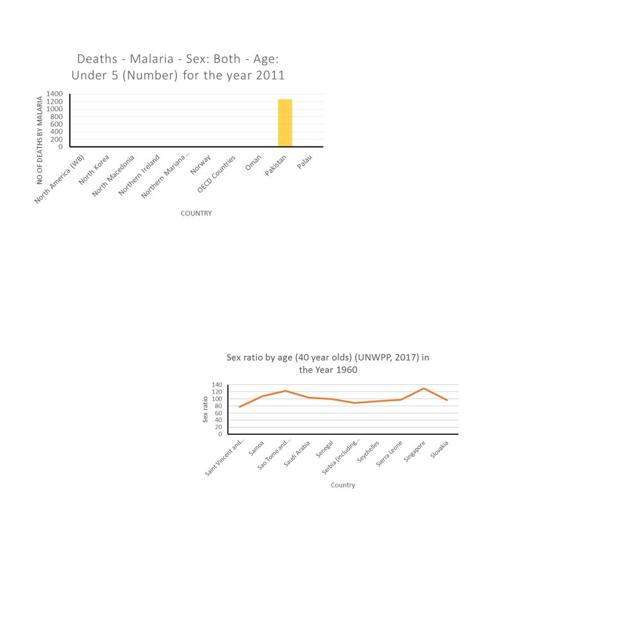 Deaths - Malaria - Sex: Both - Age:
Under 5 (Number) for the year 2011
NO OF DEATHS BY MALARIA
1400
1200
1000
800
600
400
200
0
North America (WB)
North Korea
North Macedonia
Northern Ireland
Northern Mariana...
Norway
OECD Countries
Oman
Pakistan
Palau
COUNTRY
Sex ratio by age (40 year olds) (UNWPP, 2017) in
the Year 1960
Sex ratio
140
120
100
80
60
40
20
0
Saint Vincent and...
Samoa
Sao Tome and...
Saudi Arabia
Senegal
Serbia (including...
Seychelles
Sierra Leone
Singapore
Slovakia
Country